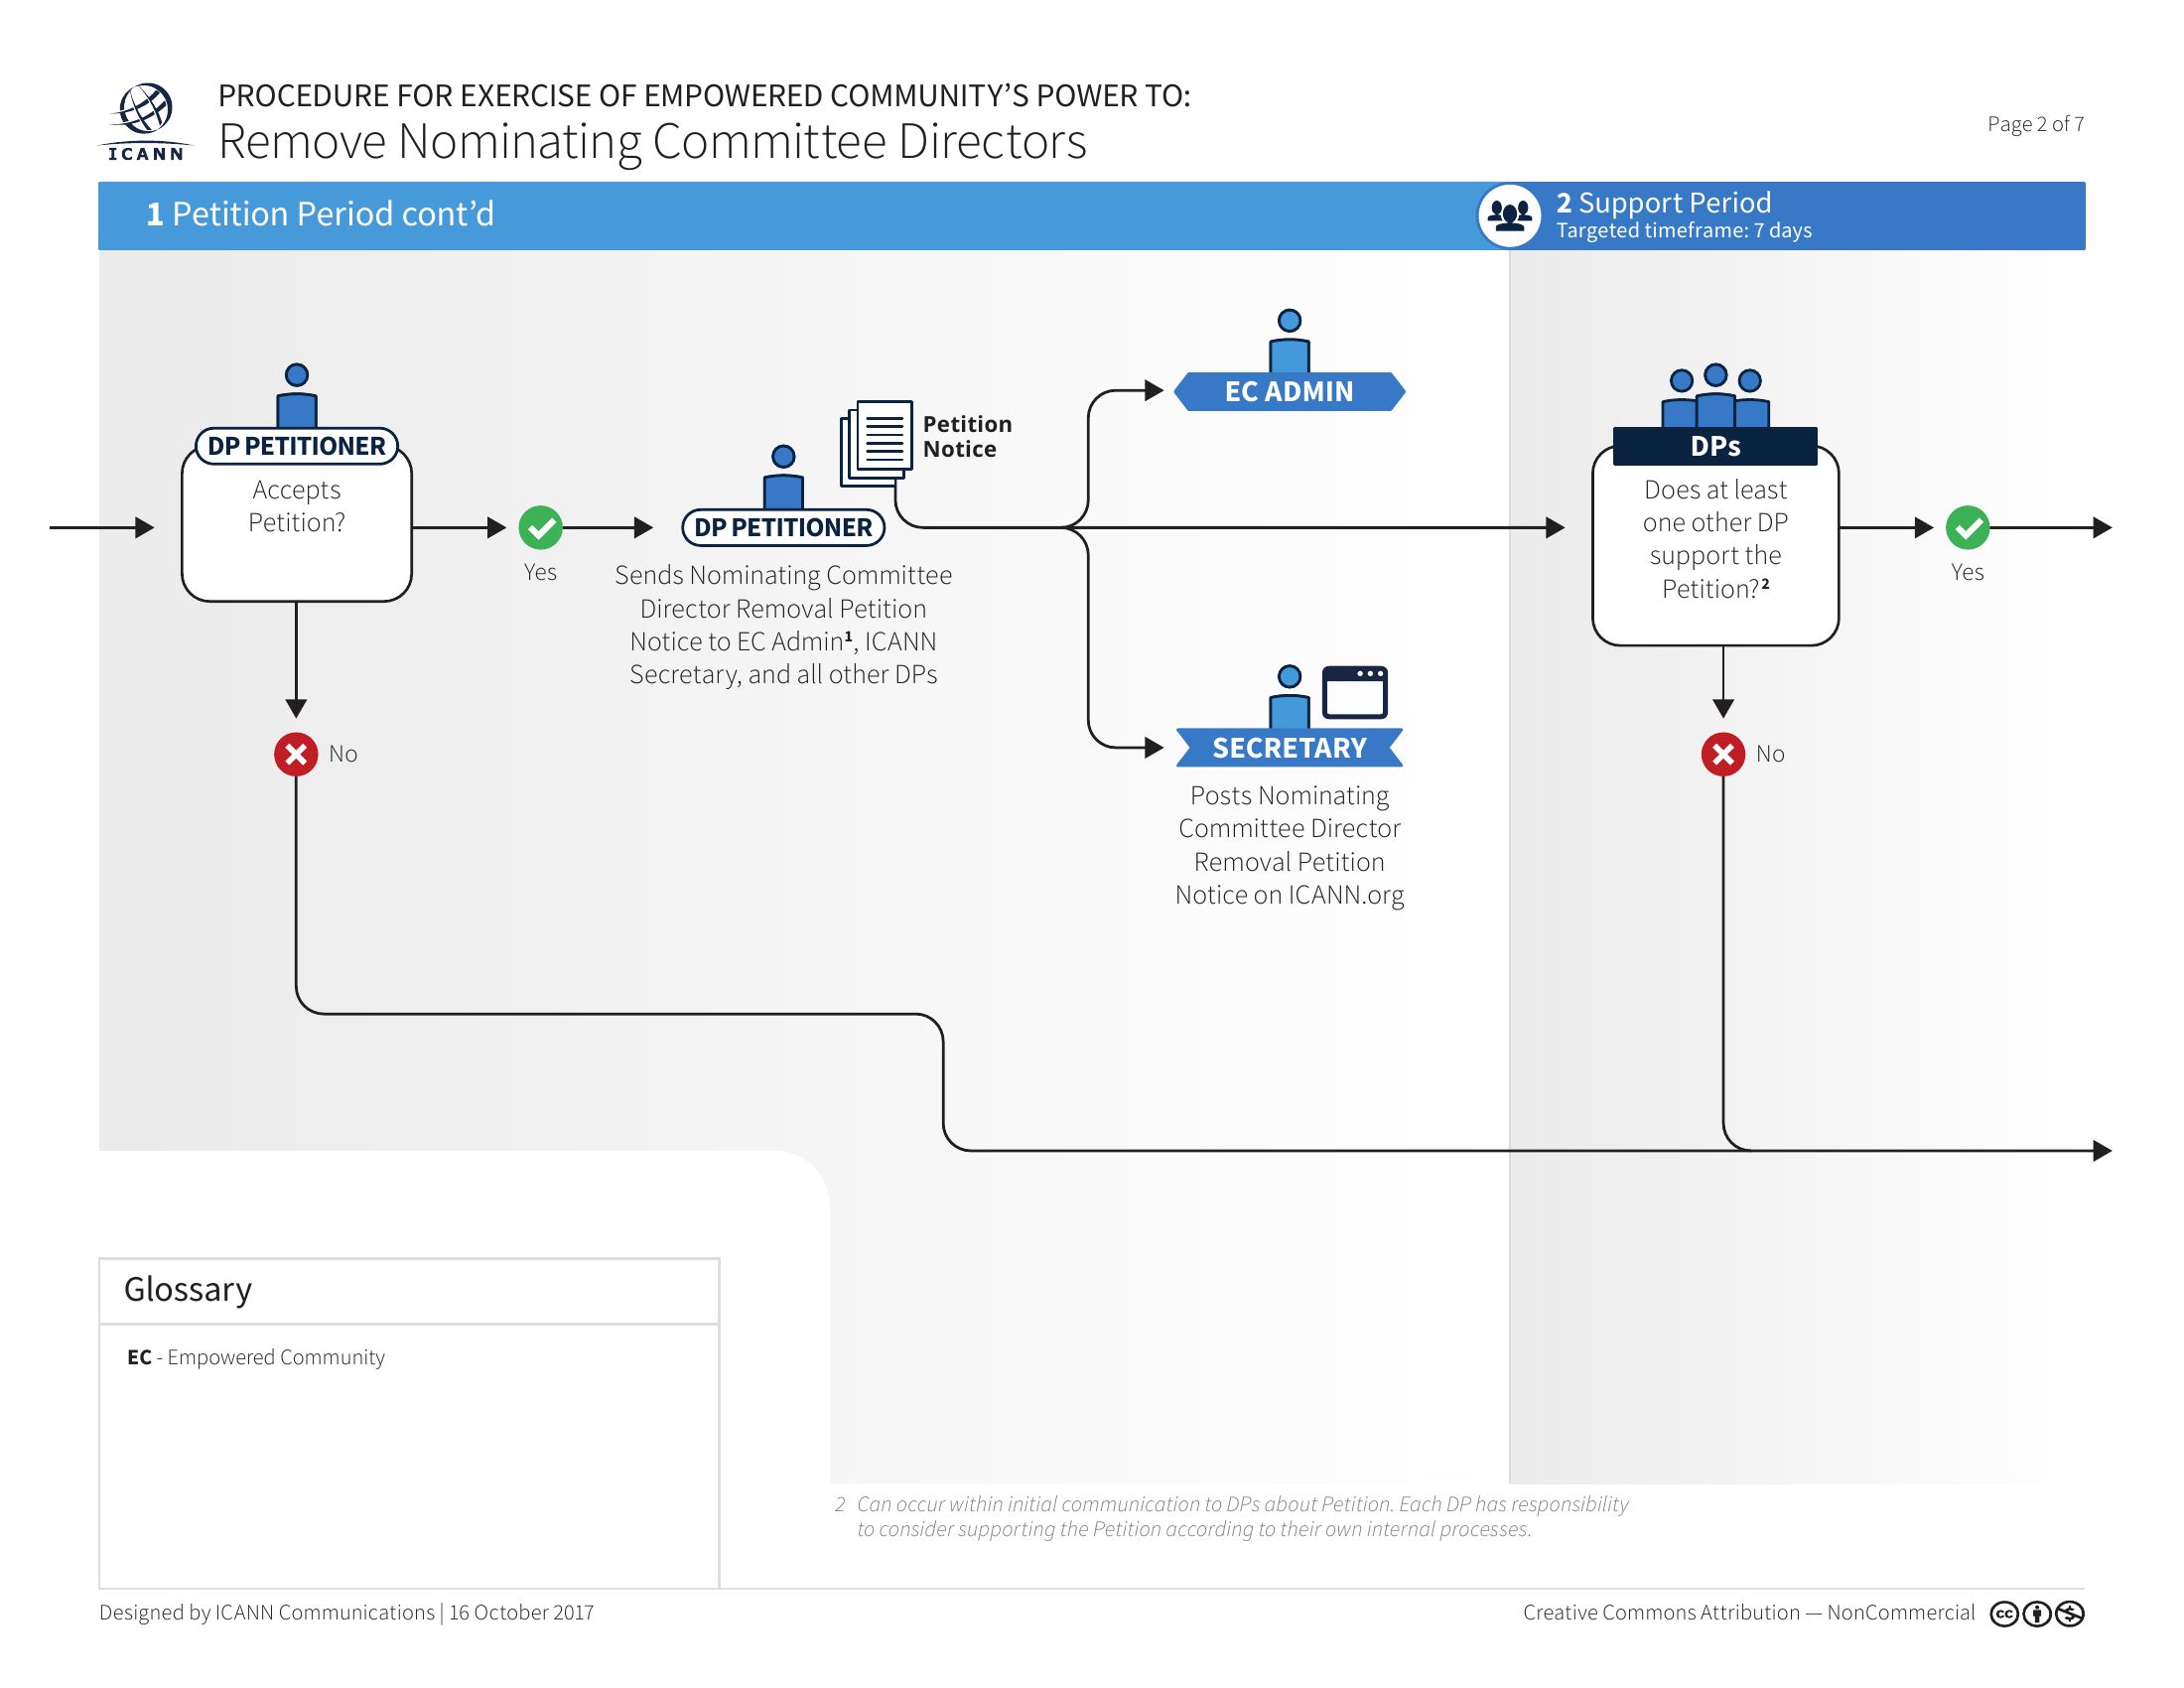 ICANN
PROCEDURE FOR EXERCISE OF EMPOWERED COMMUNITY’S POWER TO:
Remove Nominating Committee Directors
Page 2 of 7
1 Petition Period cont’d
2 Support Period
Targeted timeframe: 7 days
DP PETITIONER
Accepts
Petition?
Yes
No
DP PETITIONER
Sends Nominating Committee
Director Removal Petition
Notice to EC Admin¹, ICANN
Secretary, and all other DPs
Petition
Notice
EC ADMIN
SECRETARY
Posts Nominating
Committee Director
Removal Petition
Notice on ICANN.org
DPs
Does at least
one other DP
support the
Petition?²
Yes
No
Glossary
EC - Empowered Community
2 Can occur within initial communication to DPs about Petition. Each DP has responsibility
to consider supporting the Petition according to their own internal processes.
Designed by ICANN Communications | 16 October 2017
Creative Commons Attribution — NonCommercial
cc